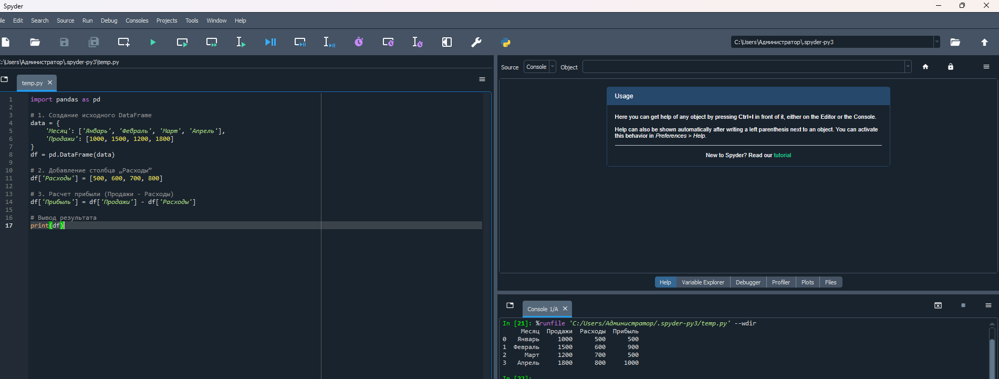 Spyder
ile Edit Search Source Run Debug Consoles Projects Tools Window Help
C:\Users\Администратор\.spyder-py3
:\Users\Администратор\.spyder-py3\temp.py
temp.py
1 import pandas as pd
2
3 # 1. Создание исходного DataFrame
4 data = {
5 'Месяц': ['Январь', 'Февраль', 'Март', 'Апрель'],
6 'Продажи': [1000, 1500, 1200, 1800]
7 }
8 df = pd.DataFrame(data)
9
10 # 2. Добавление столбца „Расходы”
11 df['Расходы'] = [500, 600, 700, 800]
12
13 # 3. Расчет прибыли (Продажи - Расходы)
14 df['Прибыль'] = df['Продажи'] - df['Расходы']
15
16 # Вывод результата
17 print(df)
Source Console Object
Usage
Here you can get help of any object by pressing Ctrl+I in front of it, either on the Editor or the Console.
Help can also be shown automatically after writing a left parenthesis next to an object. You can activate
this behavior in Preferences > Help.
New to Spyder? Read our tutorial
Help Variable Explorer Debugger Profiler Plots Files
Console 1/A
In [21]: %runfile 'C:/Users/Администратор/.spyder-py3/temp.py' --wdir
Месяц Продажи Расходы Прибыль
0 Январь 1000 500 500
1 Февраль 1500 600 900
2 Март 1200 700 500
3 Апрель 1800 800 1000
In [22]: